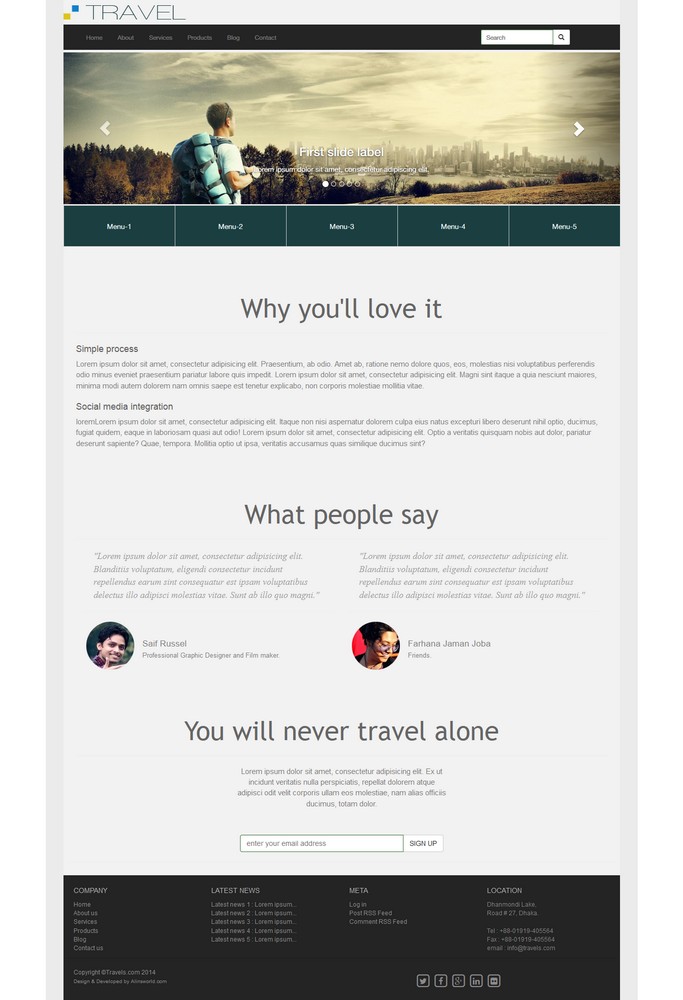 TRAVEL
Home About Services Products Blog Contact Search
First slide label
Lorem ipsum dolor sit amet, consectetur adipiscing elit.
Menu-1 Menu-2 Menu-3 Menu-4 Menu-5
Why you'll love it
Simple process
Lorem ipsum dolor sit amet, consectetur adipisicing elit. Praesentium, ab odio. Amet ab, ratione nemo dolore quos, eos, molestias nisi voluptatibus perferendis
odio minus eveniet praesentium pariatur labore quis impedit. Lorem ipsum dolor sit amet, consectetur adipisicing elit. Magni sint itaque a quia nesciunt maiores,
minima modi autem dolorem nam omnis saepe est tenetur explicabo, non corporis molestiae mollitia vitae.
Social media integration
loremLorem ipsum dolor sit amet, consectetur adipisicing elit. Itaque non nisi aspernatur dolorem culpa eius natus excepturi libero deserunt nihil optio, ducimus,
fugiat quidem, eaque in laboriosam quasi aut odio! Lorem ipsum dolor sit amet, consectetur adipisicing elit. Optio a veritatis quisquam nobis aut dolor, pariatur
deserunt sapiente? Quae, tempora. Mollitia optio ut ipsa, veritatis accusamus quas similique ducimus sint?
What people say
"Lorem ipsum dolor sit amet, consectetur adipisicing elit.
Blanditiis voluptatum, eligendi consectetur incidunt
repellendus earum sint consequatur est ipsam voluptatibus
delectus illo adipisci molestias vitae. Sunt ab illo quo magni."
Saif Russel
Professional Graphic Designer and Film maker.
"Lorem ipsum dolor sit amet, consectetur adipisicing elit.
Blanditiis voluptatum, eligendi consectetur incidunt
repellendus earum sint consequatur est ipsam voluptatibus
delectus illo adipisci molestias vitae. Sunt ab illo quo magni."
Farhana Jaman Joba
Friends.
You will never travel alone
Lorem ipsum dolor sit amet, consectetur adipisicing elit. Ex ut
incidunt veritatis nulla perspiciatis, repellat dolorem atque
adipisci odit velit corporis ullam eos molestiae, nam alias officiis
ducimus, totam dolor.
enter your email address SIGN UP
COMPANY
Home
About us
Services
Products
Blog
Contact us
LATEST NEWS
Latest news 1 : Lorem ipsum..
Latest news 2 : Lorem ipsum..
Latest news 3 : Lorem ipsum..
Latest news 4 : Lorem ipsum..
Latest news 5 : Lorem ipsum..
META
Log in
Post RSS Feed
Comment RSS Feed
LOCATION
Dhanmondi Lake,
Road # 27, Dhaka.
Tel : +88-01919-405564
Fax : +88-01919-405564
email : info@travels.com
Copyright ©Travels.com 2014
Design & Developed by Allnsworld.com